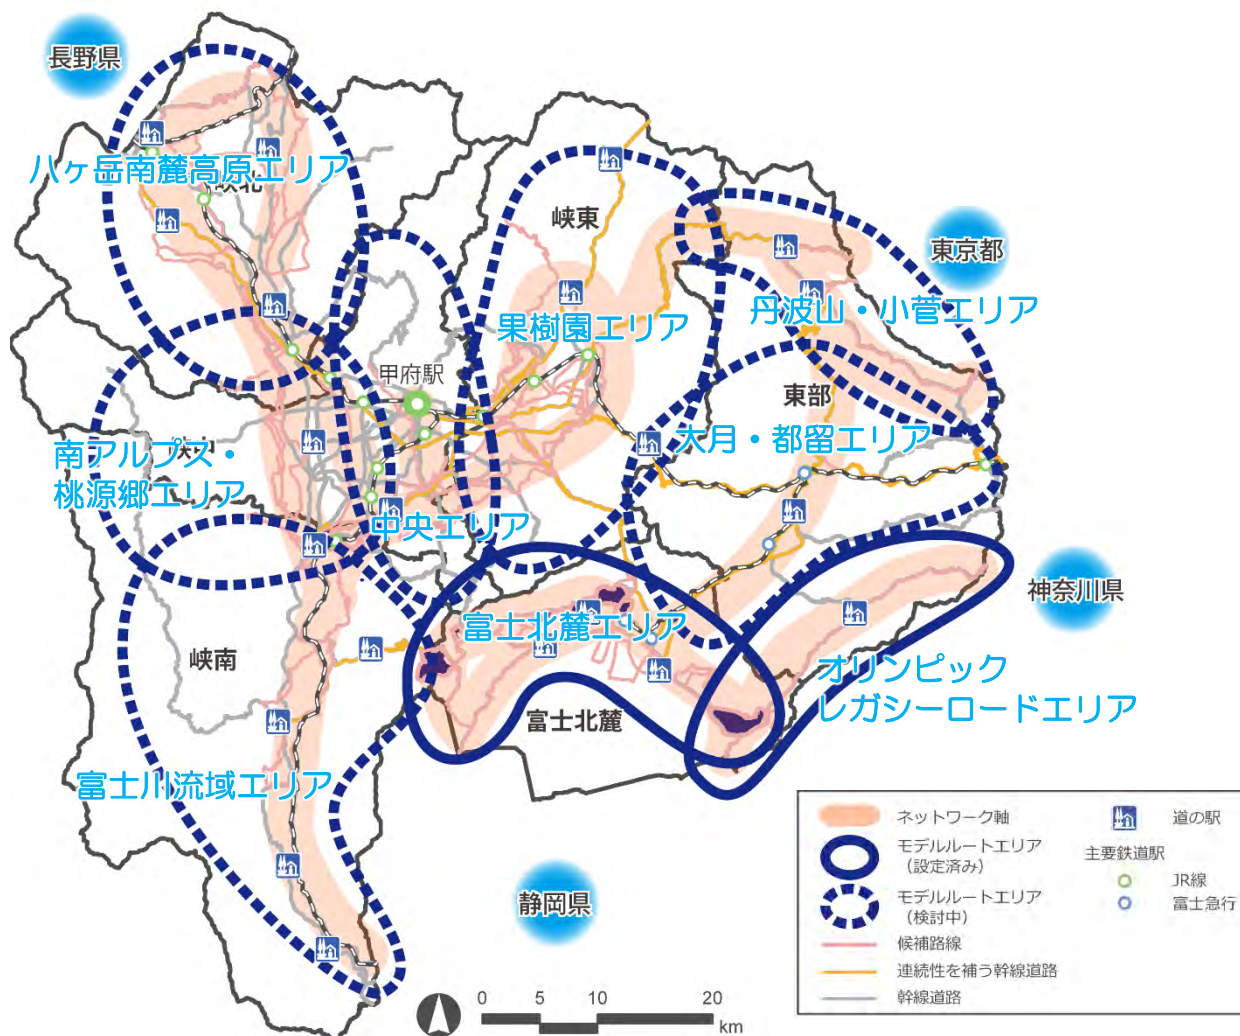 長野県
八ヶ岳南麓高原エリア
峡北
峡東
東京都
果樹園エリア
丹波山・小菅エリア
甲府駅
東部
大月・都留エリア
南アルプス・
桃源郷エリア
峡中
中央エリア
神奈川県
富士北麓エリア
峡南
オリンピック
レガシーロードエリア
富士北麓
富士川流域エリア
静岡県
ネットワーク軸
モデルルートエリア
(設定済み)
モデルルートエリア
(検討中)
候補路線
連続性を補う幹線道路
幹線道路
道の駅
主要鉄道駅
JR線
富士急行
0 5 10 20
km